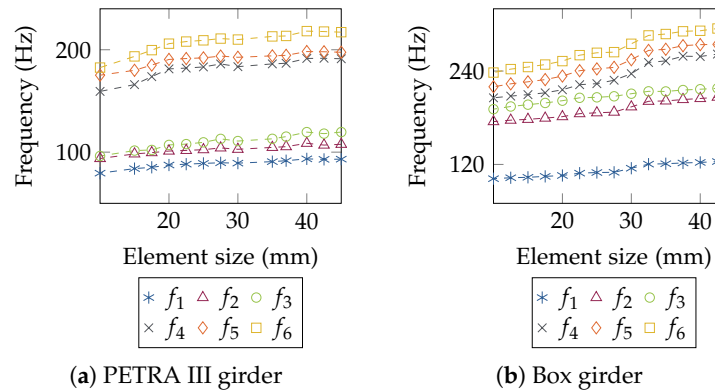 200
100
Frequency (Hz)
20
30
40
Element size (mm)
f1 f2 f3
f4 f5 f6
(a) PETRA III girder
240
120
Frequency (Hz)
20
30
40
Element size (mm)
f1 f2 f3
f4 f5 f6
(b) Box girder